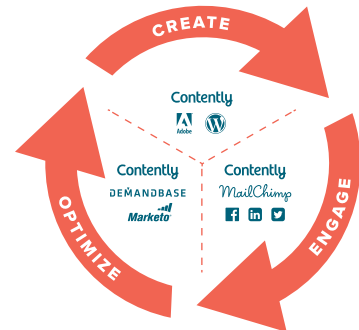 CREATE
Contently
Adobe
Contently
DEMANDBASE
Marketo
Contently
MailChimp
ENGAGE
OPTIMIZE